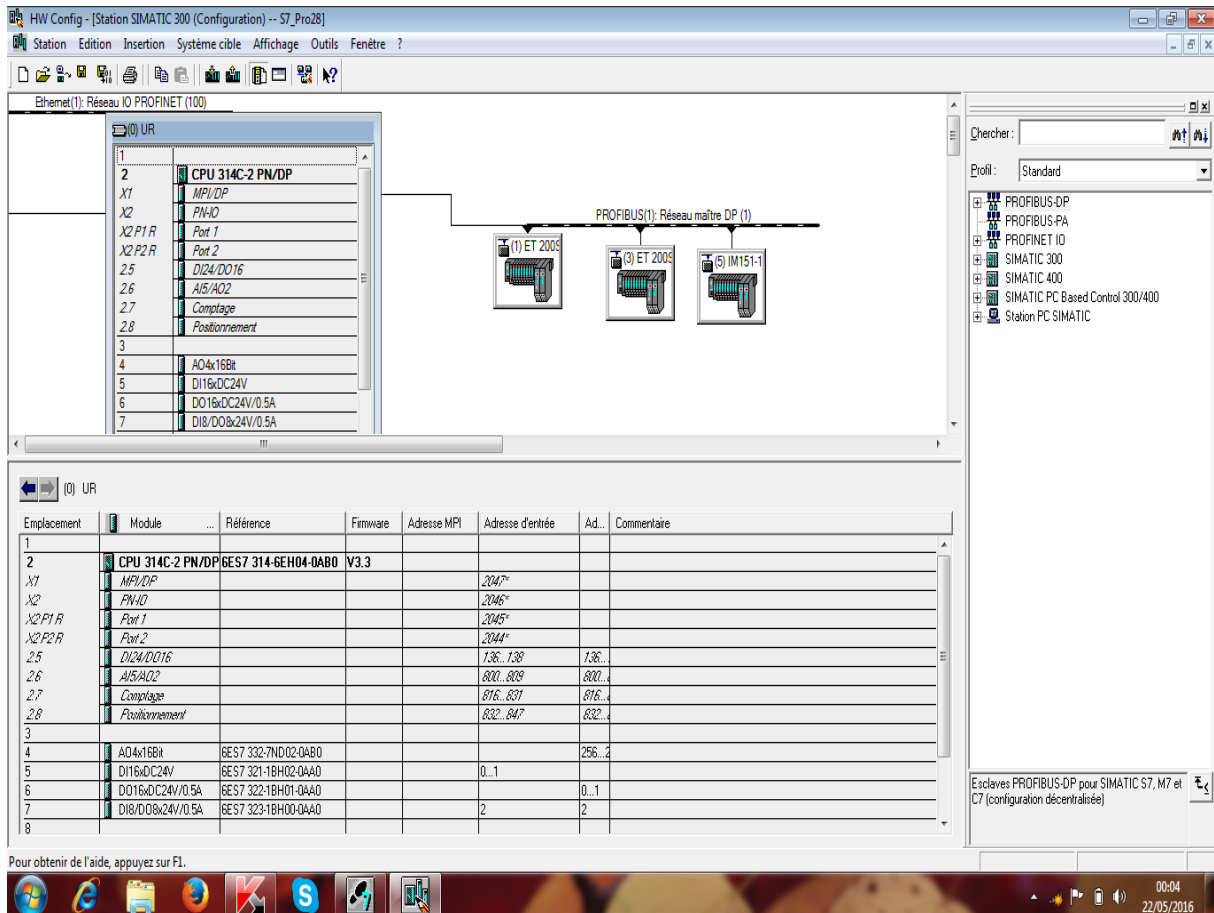 HW Config - [Station SIMATIC 300 (Configuration) -- S7_Pro28]
Station Edition Insertion Système cible Affichage Outils Fenêtre ?
Ethernet(1): Réseau IO PROFINET (100)
(0) UR
1
2 CPU 314C-2 PN/DP
X1 MPI/DP
X2 PN-IO
X2 P1 R Port 1
X2 P2 R Port 2
2.5 DI24/DO16
2.6 AI5/AO2
2.7 Comptage
2.8 Positionnement
3
4 AO4x16Bit
5 DI16xDC24V
6 DO16xDC24V/0.5A
7 DI8/DO8x24V/0.5A
PROFIBUS(1): Réseau maître DP (1)
(1) ET 200S
(3) ET 200S
(5) IM151-1
Chercher :
Profil : Standard
PROFIBUS-DP
PROFIBUS-PA
PROFINET IO
SIMATIC 300
SIMATIC 400
SIMATIC PC Based Control 300/400
Station PC SIMATIC
(0) UR
Emplacement Module ... Référence Firmware Adresse MPI Adresse d'entrée Ad... Commentaire
1
2 CPU 314C-2 PN/DP 6ES7 314-6EH04-0AB0 V3.3
X1 MPI/DP 2047*
X2 PN-IO 2046*
X2 P1 R Port 1 2045*
X2 P2 R Port 2 2044*
2.5 DI24/DO16 136...138 136...
2.6 AI5/AO2 800...809 800...
2.7 Comptage 816...831 816...
2.8 Positionnement 832...847 832...
3
4 AO4x16Bit 6ES7 332-7ND02-0AB0 256...2
5 DI16xDC24V 6ES7 321-1BH02-0AA0 0...1
6 DO16xDC24V/0.5A 6ES7 322-1BH01-0AA0 0...1
7 DI8/DO8x24V/0.5A 6ES7 323-1BH00-0AA0 2 2
8
Esclaves PROFIBUS-DP pour SIMATIC S7, M7 et
C7 (configuration décentralisée)
Pour obtenir de l'aide, appuyez sur F1.
00:04
22/05/2016